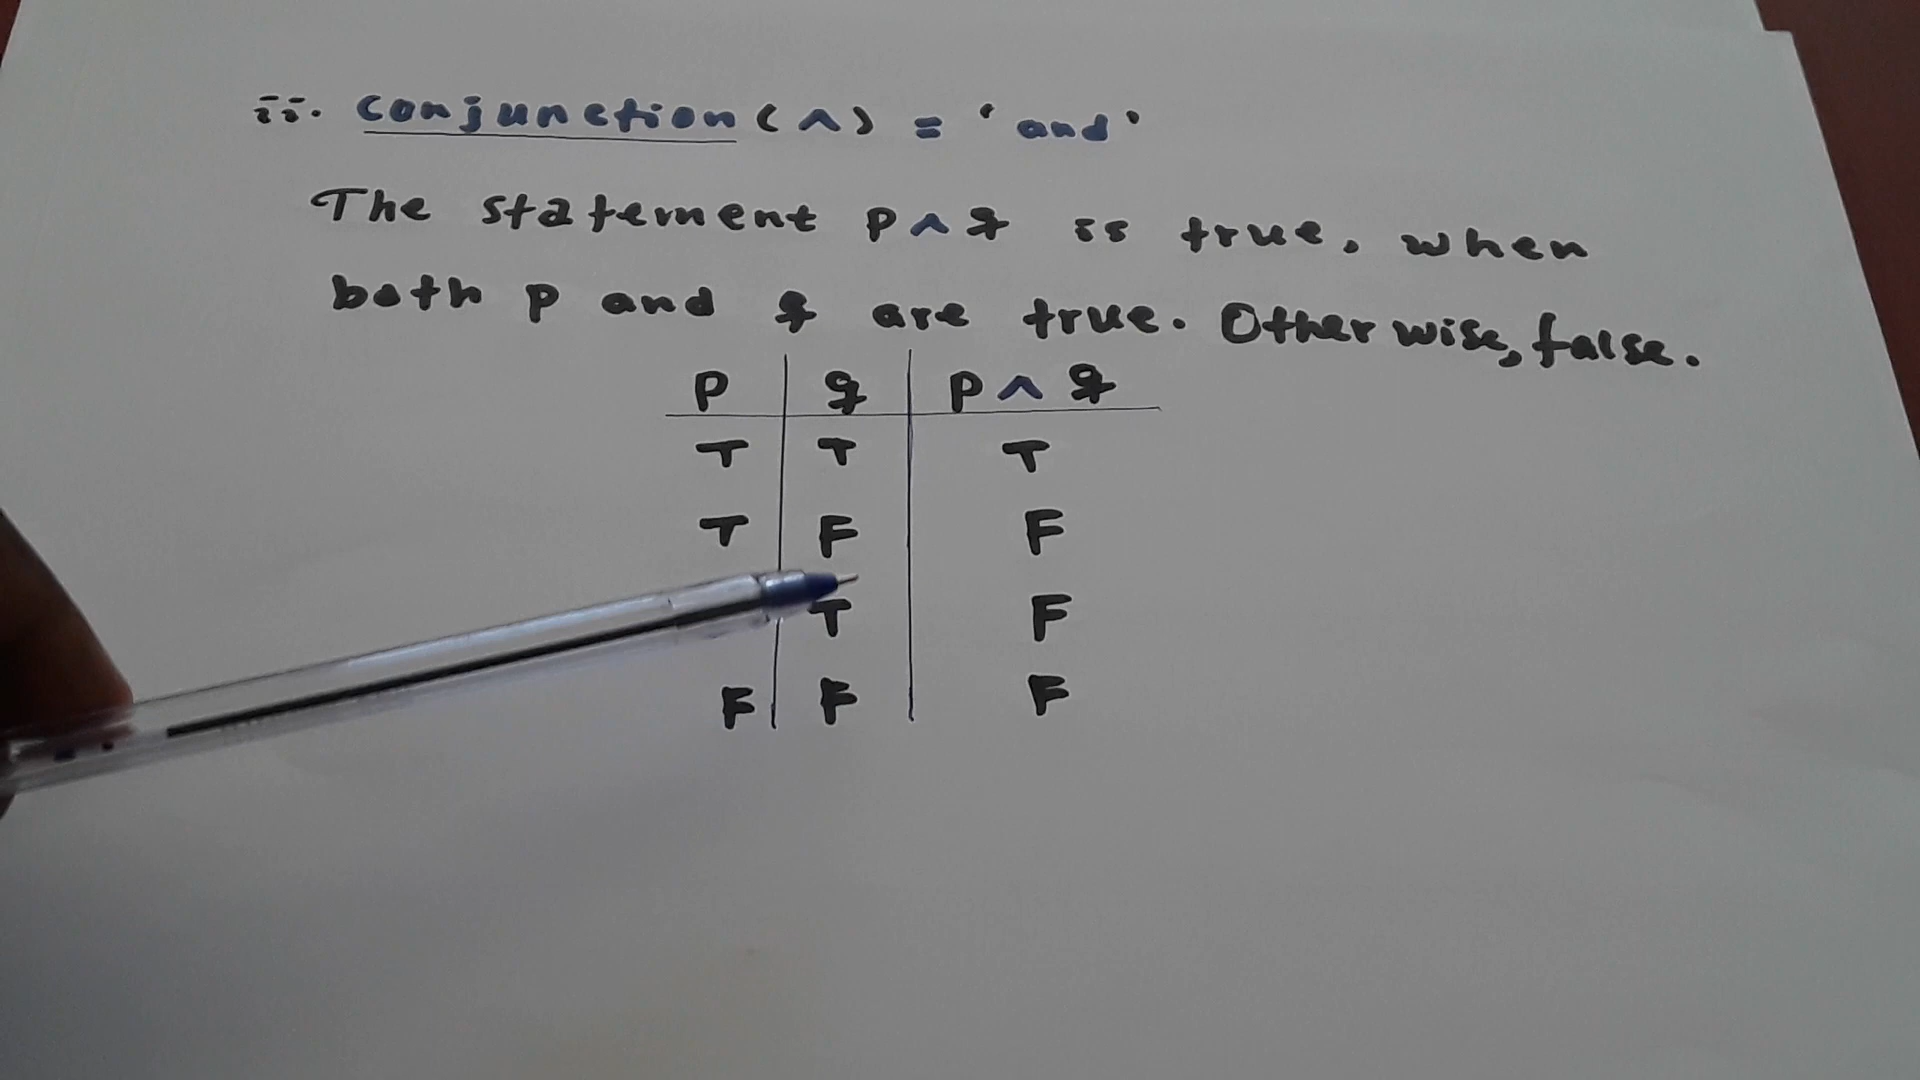 ii. conjunction (∧) = 'and'
The statement p ∧ q is true, when
both p and q are true. Otherwise, false.
p q p ∧ q
T T T
T F F
T F
F F F